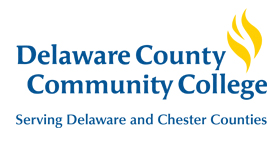 Delaware County
Community College
Serving Delaware and Chester Counties